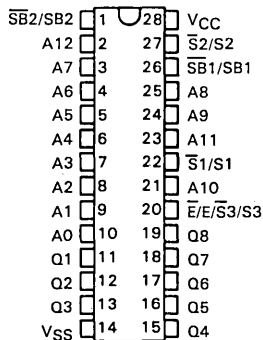 S̅B̅2̅/SB2 1 28 VCC
A12 2 27 S̅2/S2
A7 3 26 S̅B̅1̅/SB1
A6 4 25 A8
A5 5 24 A9
A4 6 23 A11
A3 7 22 S̅1̅/S1
A2 8 21 A10
A1 9 20 E̅/E/S̅3̅/S3
A0 10 19 Q8
Q1 11 18 Q7
Q2 12 17 Q6
Q3 13 16 Q5
VSS 14 15 Q4